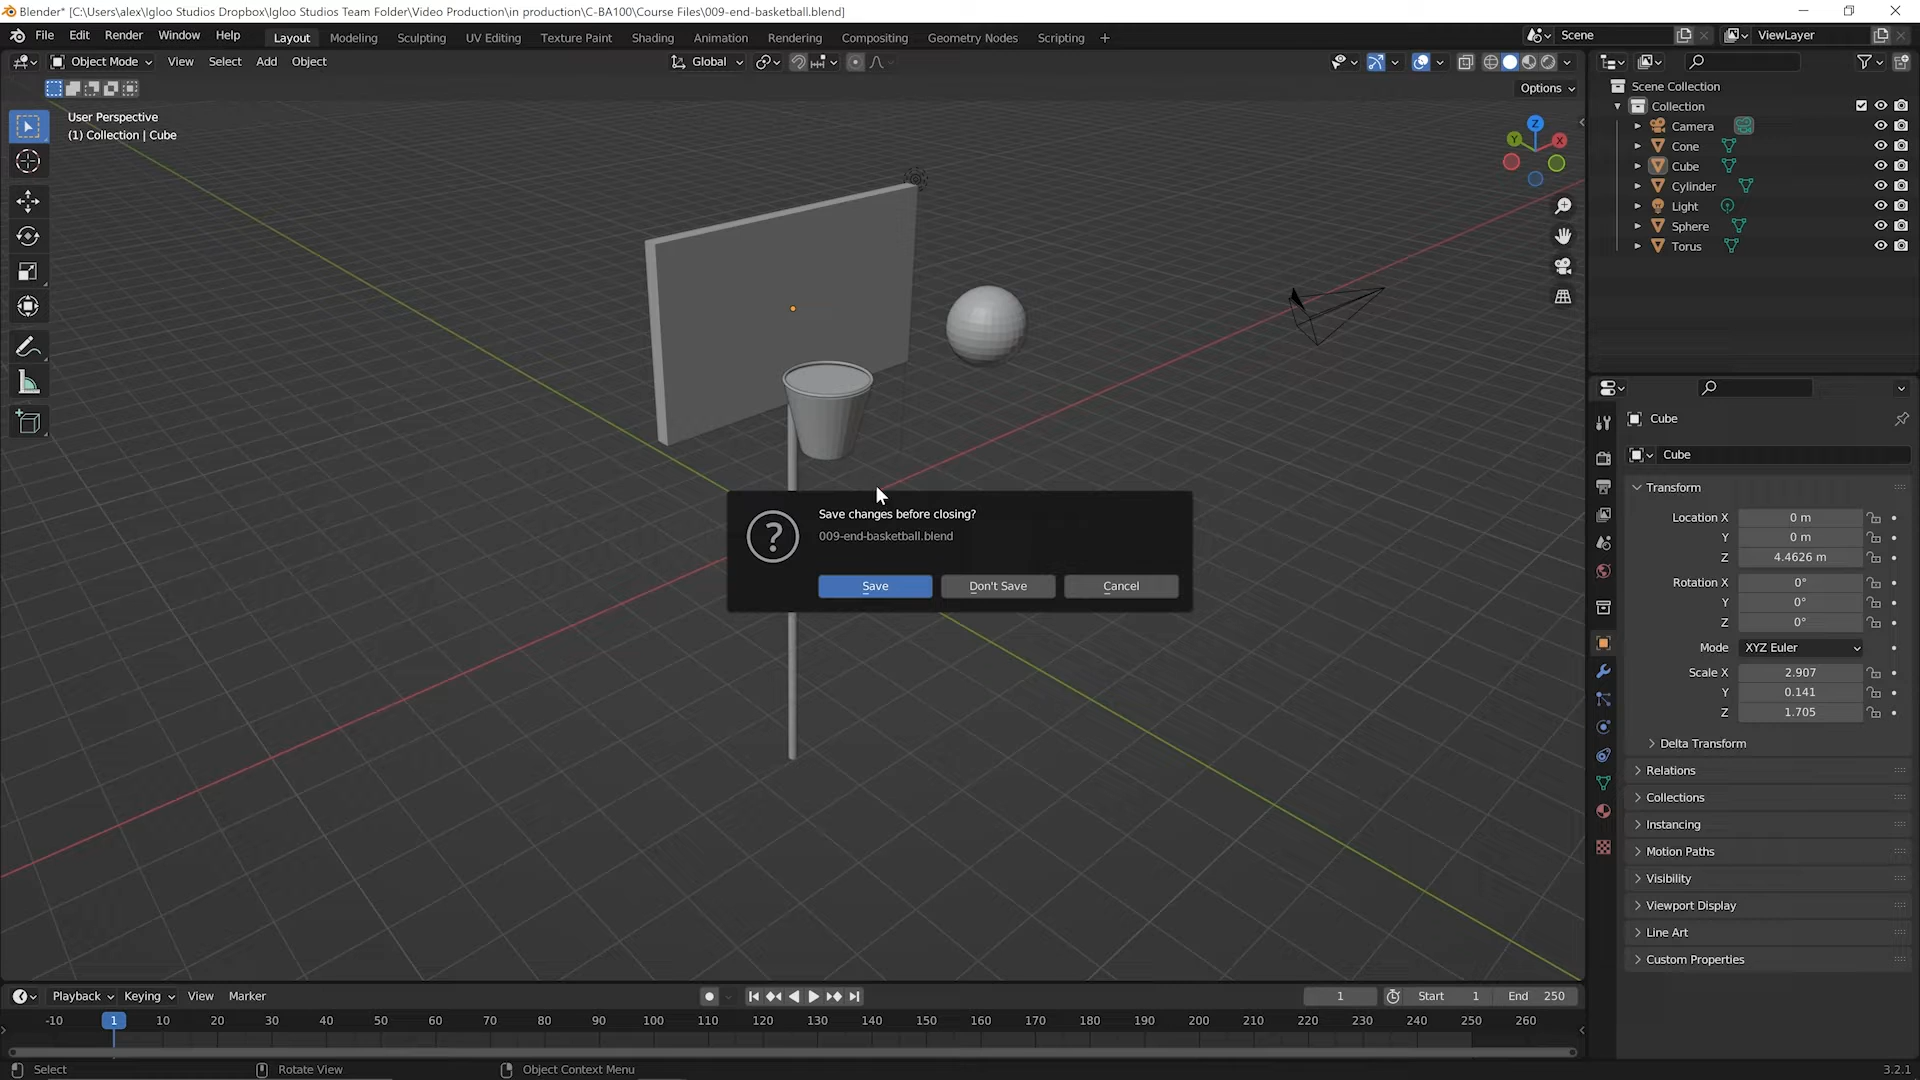 Blender* [C:\Users\alex\Igloo Studios Dropbox\Igloo Studios Team Folder\Video Production\in production\C-BA100\Course Files\009-end-basketball.blend]
File Edit Render Window Help Layout Modeling Sculpting UV Editing Texture Paint Shading Animation Rendering Compositing Geometry Nodes Scripting + Scene ViewLayer
Object Mode View Select Add Object Global
Options
User Perspective
(1) Collection | Cube
Z
Y
X
Scene Collection
Collection
Camera
Cone
Cube
Cylinder
Light
Sphere
Torus
Save changes before closing?
009-end-basketball.blend
Save Don't Save Cancel
Cube
Cube
Transform
Location X 0 m
Y 0 m
Z 4.4626 m
Rotation X 0°
Y 0°
Z 0°
Mode XYZ Euler
Scale X 2.907
Y 0.141
Z 1.705
Delta Transform
Relations
Collections
Instancing
Motion Paths
Visibility
Viewport Display
Line Art
Custom Properties
Playback Keying View Marker 1 Start 1 End 250
-10 1 10 20 30 40 50 60 70 80 90 100 110 120 130 140 150 160 170 180 190 200 210 220 230 240 250 260
Select Rotate View Object Context Menu 3.2.1